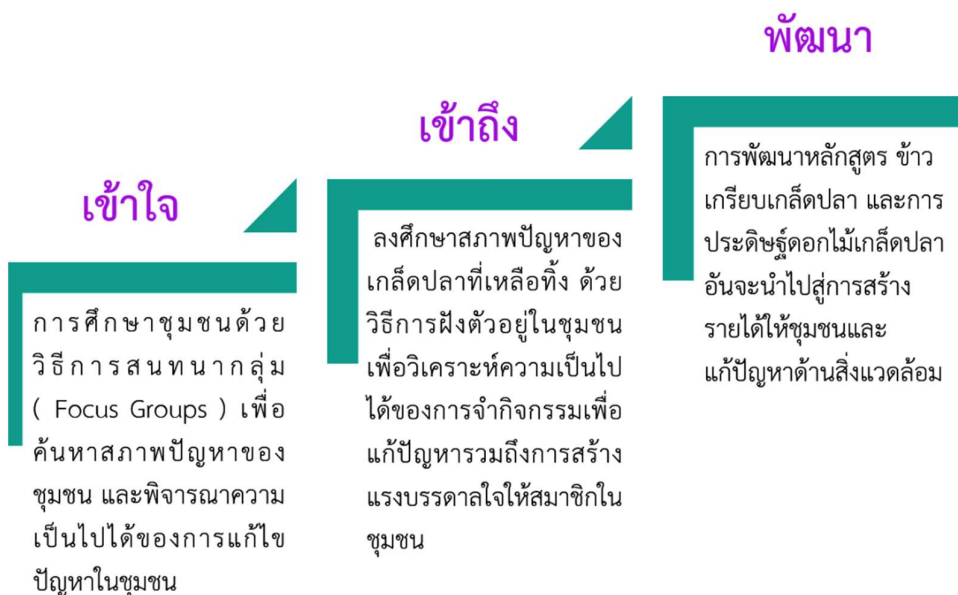 เข้าใจ
การศึกษาชุมชนด้วย
วิธีการสนทนากลุ่ม
( Focus Groups ) เพื่อ
ค้นหาสภาพปัญหาของ
ชุมชน และพิจารณาความ
เป็นไปได้ของการแก้ไข
ปัญหาในชุมชน
เข้าถึง
ลงศึกษาสภาพปัญหาของ
เกล็ดปลาที่เหลือทิ้ง ด้วย
วิธีการฝังตัวอยู่ในชุมชน
เพื่อวิเคราะห์ความเป็นไป
ได้ของการจำกิจกรรมเพื่อ
แก้ปัญหารวมถึงการสร้าง
แรงบรรดาลใจให้สมาชิกใน
ชุมชน
พัฒนา
การพัฒนาหลักสูตร ข้าว
เกรียบเกล็ดปลา และการ
ประดิษฐ์ดอกไม้เกล็ดปลา
อันจะนำไปสู่การสร้าง
รายได้ให้ชุมชนและ
แก้ปัญหาด้านสิ่งแวดล้อม